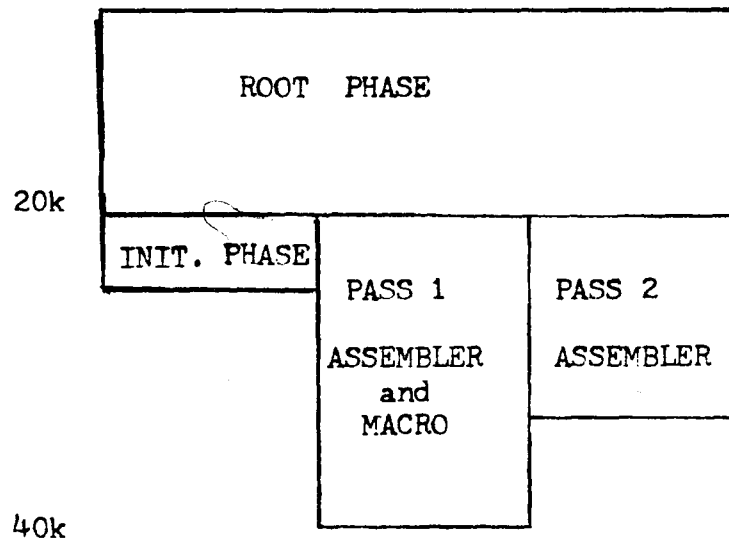 ROOT PHASE
20k
INIT. PHASE
PASS 1
ASSEMBLER
and
MACRO
PASS 2
ASSEMBLER
40k